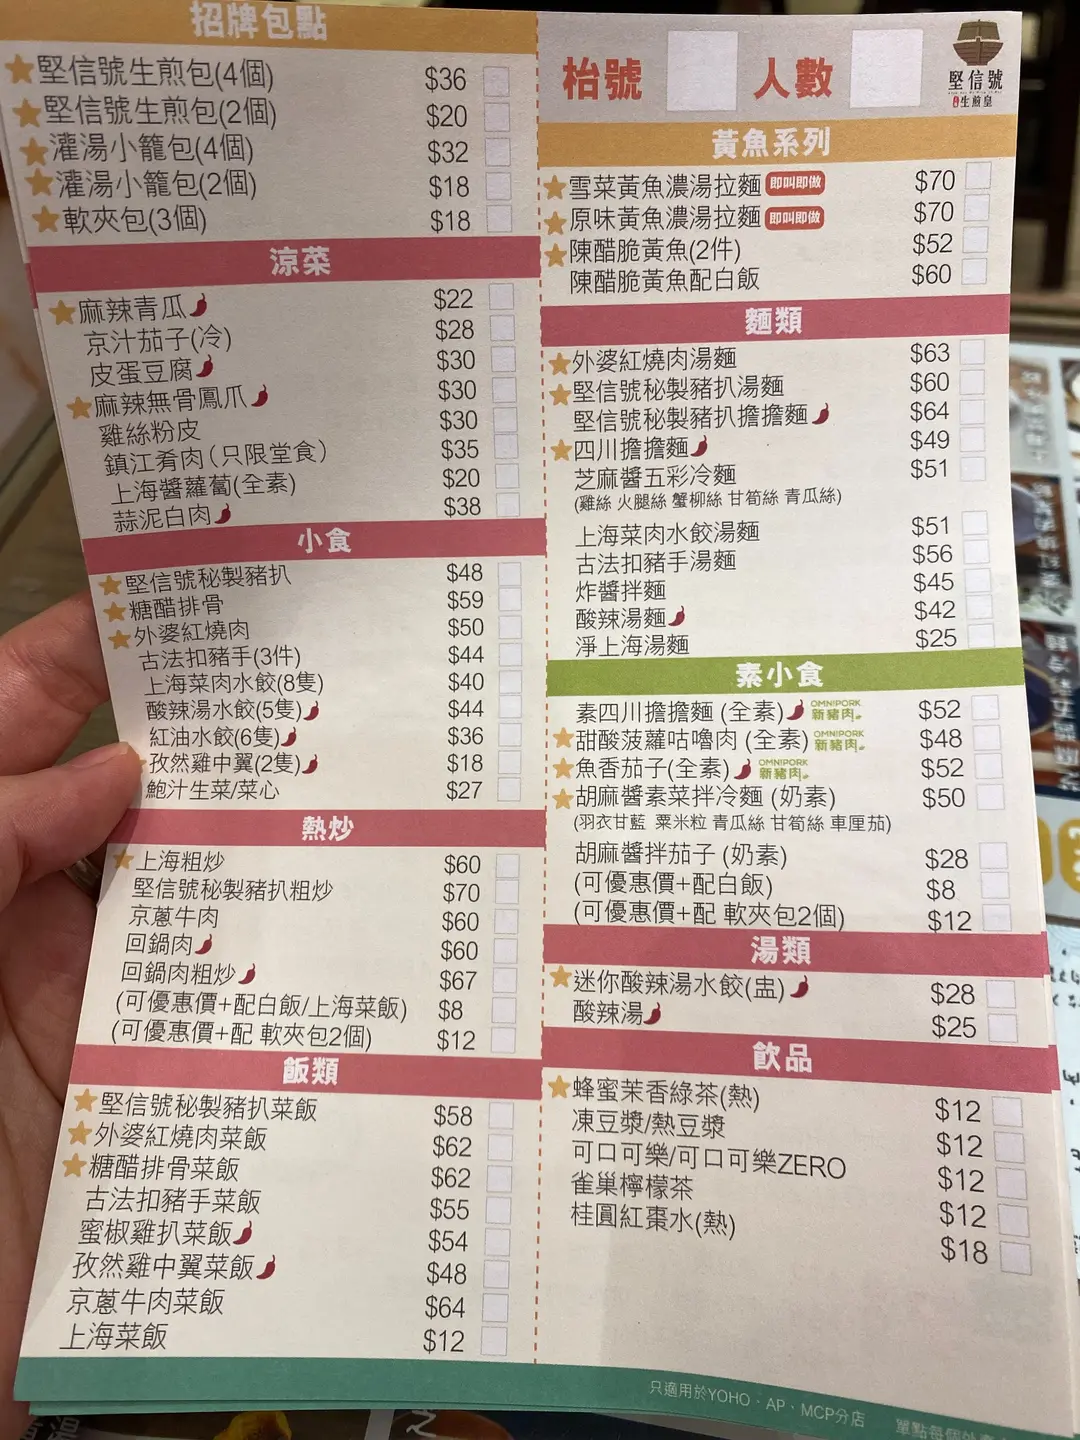 招牌包點
堅信號生煎包(4個) $36
堅信號生煎包(2個) $20
灌湯小籠包(4個) $32
灌湯小籠包(2個) $18
軟夾包(3個) $18
涼菜
麻辣青瓜 $22
京汁茄子(冷) $28
皮蛋豆腐 $30
麻辣無骨鳳爪 $30
雞絲粉皮 $30
鎮江肴肉(只限堂食) $35
上海醬蘿蔔(全素) $20
蒜泥白肉 $38
小食
堅信號秘製豬扒 $48
糖醋排骨 $59
外婆紅燒肉 $50
古法扣豬手(3件) $44
上海菜肉水餃(8隻) $40
酸辣湯水餃(5隻) $44
紅油水餃(6隻) $36
孜然雞中翼(2隻) $18
鮑汁生菜/菜心 $27
熱炒
上海粗炒 $60
堅信號秘製豬扒粗炒 $70
京蔥牛肉 $60
回鍋肉 $60
回鍋肉粗炒 $67
(可優惠價+配白飯/上海菜飯) $8
(可優惠價+配 軟夾包2個) $12
飯類
堅信號秘製豬扒菜飯 $58
外婆紅燒肉菜飯 $62
糖醋排骨菜飯 $62
古法扣豬手菜飯 $55
蜜椒雞扒菜飯 $54
孜然雞中翼菜飯 $48
京蔥牛肉菜飯 $64
上海菜飯 $12
枱號 人數
堅信號
生煎皇
黃魚系列
雪菜黃魚濃湯拉麵 即叫即做 $70
原味黃魚濃湯拉麵 即叫即做 $70
陳醋脆黃魚(2件) $52
陳醋脆黃魚配白飯 $60
麵類
外婆紅燒肉湯麵 $63
堅信號秘製豬扒湯麵 $60
堅信號秘製豬扒擔擔麵 $64
四川擔擔麵 $49
芝麻醬五彩冷麵 $51
(雞絲 火腿絲 蟹柳絲 甘筍絲 青瓜絲)
上海菜肉水餃湯麵 $51
古法扣豬手湯麵 $56
炸醬拌麵 $45
酸辣湯麵 $42
淨上海湯麵 $25
素小食
素四川擔擔麵 (全素) OMNIPORK 新豬肉 $52
甜酸菠蘿咕嚕肉 (全素) OMNIPORK 新豬肉 $48
魚香茄子(全素) OMNIPORK 新豬肉 $52
胡麻醬素菜拌冷麵 (奶素) $50
(羽衣甘藍 粟米粒 青瓜絲 甘筍絲 車厘茄)
胡麻醬拌茄子 (奶素) $28
(可優惠價+配白飯) $8
(可優惠價+配 軟夾包2個) $12
湯類
迷你酸辣湯水餃(盅) $28
酸辣湯 $25
飲品
蜂蜜茉香綠茶(熱) $12
凍豆漿/熱豆漿 $12
可口可樂/可口可樂ZERO $12
雀巢檸檬茶 $12
桂圓紅棗水(熱) $18
只適用於YOHO、AP、MCP分店
單點每個外賣